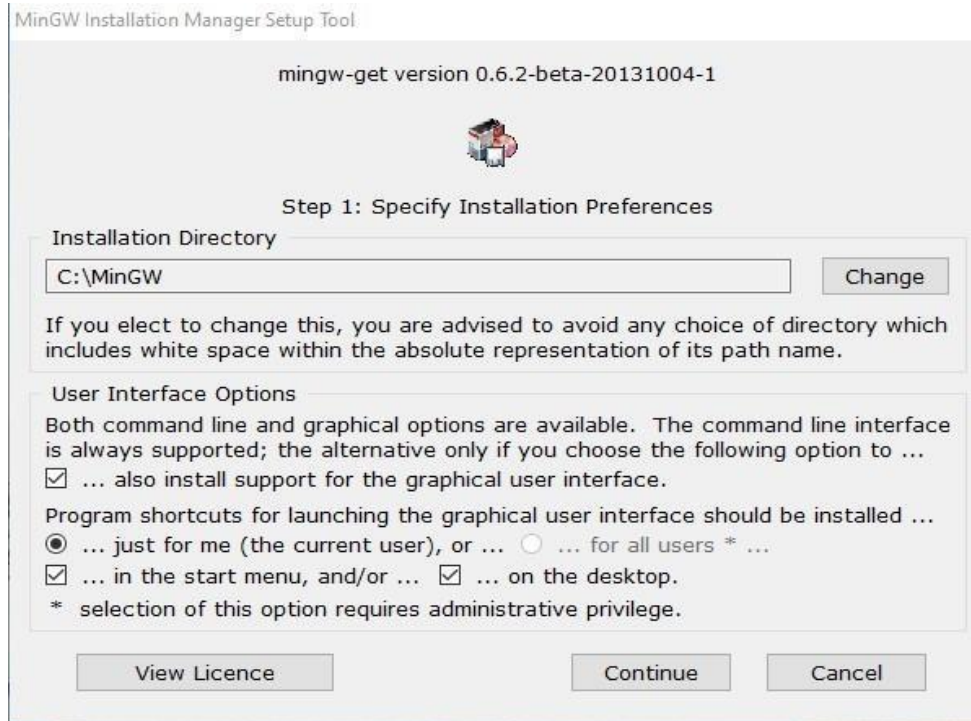 MinGW Installation Manager Setup Tool
mingw-get version 0.6.2-beta-20131004-1
Step 1: Specify Installation Preferences
Installation Directory
C:\MinGW
Change
If you elect to change this, you are advised to avoid any choice of directory which
includes white space within the absolute representation of its path name.
User Interface Options
Both command line and graphical options are available.  The command line interface
is always supported; the alternative only if you choose the following option to ...
... also install support for the graphical user interface.
Program shortcuts for launching the graphical user interface should be installed ...
... just for me (the current user), or ... ... for all users * ...
... in the start menu, and/or ... ... on the desktop.
* selection of this option requires administrative privilege.
View Licence Continue Cancel